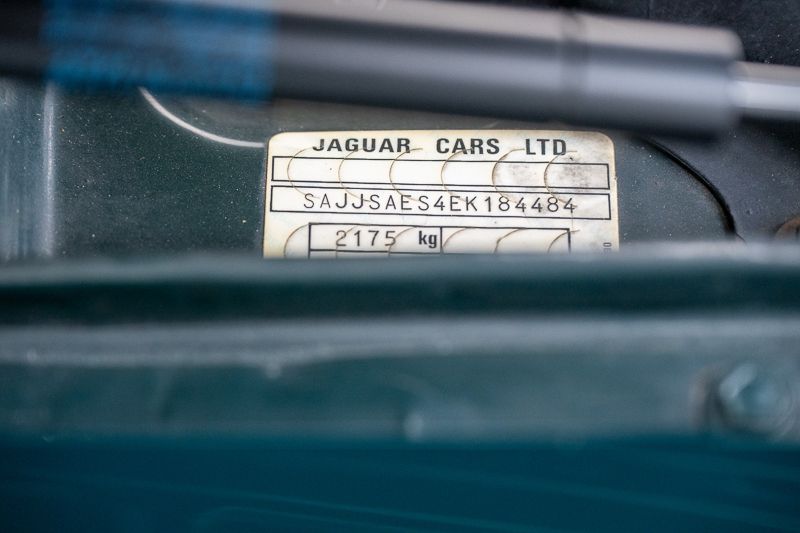 JAGUAR CARS LTD
SAJJSAES4EK184484
2175 kg